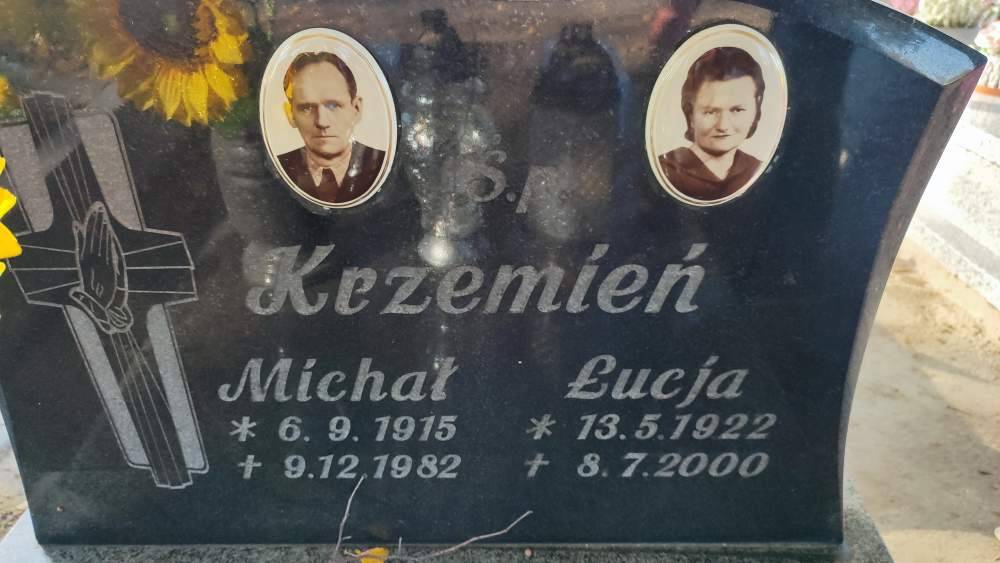 Ś.p.
Krzemień
Michał
* 6. 9. 1915
† 9.12.1982
Łucja
* 13.5.1922
† 8.7.2000